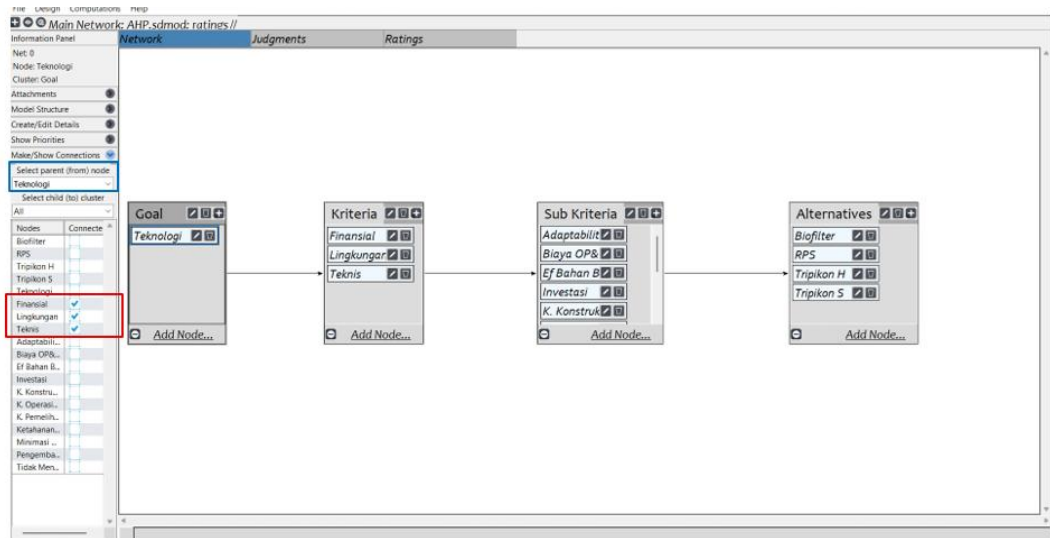 File Design Computations Help
Main Network: AHP.sdmod: ratings//
Information Panel
Network Judgments Ratings
Net: 0
Node: Teknologi
Cluster: Goal
Attachments
Model Structure
Create/Edit Details
Show Priorities
Make/Show Connections
Select parent (from) node
Teknologi
Select child (to) cluster
All
Nodes Connecte
Biofilter
RPS
Tripikon H
Tripikon S
Teknologi
Finansial
Lingkungan
Teknis
Adaptabili...
Biaya OP&...
Ef Bahan B...
Investasi
K. Konstru...
K. Operasi...
K. Pemelih...
Ketahanan...
Minimasi ...
Pengemba...
Tidak Men...
Goal
Teknologi
Add Node...
Kriteria
Finansial
Lingkungar
Teknis
Add Node...
Sub Kriteria
Adaptabilit
Biaya OP&
Ef Bahan B
Investasi
K. Konstruk
Add Node...
Alternatives
Biofilter
RPS
Tripikon H
Tripikon S
Add Node...